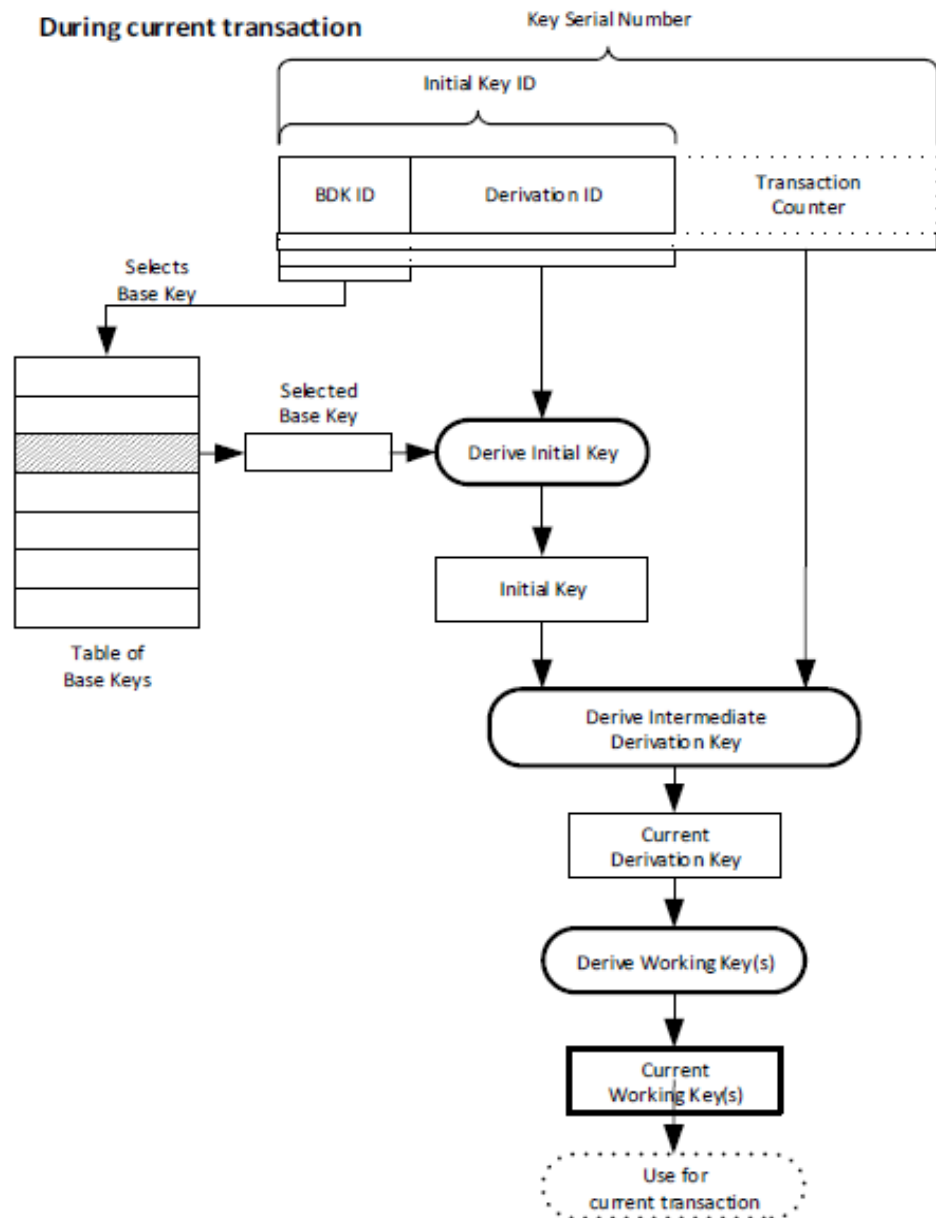 During current transaction
Key Serial Number
Initial Key ID
BDK ID
Derivation ID
Transaction
Counter
Selects
Base Key
Selected
Base Key
Derive Initial Key
Initial Key
Table of
Base Keys
Derive Intermediate
Derivation Key
Current
Derivation Key
Derive Working Key(s)
Current
Working Key(s)
Use for
current transaction